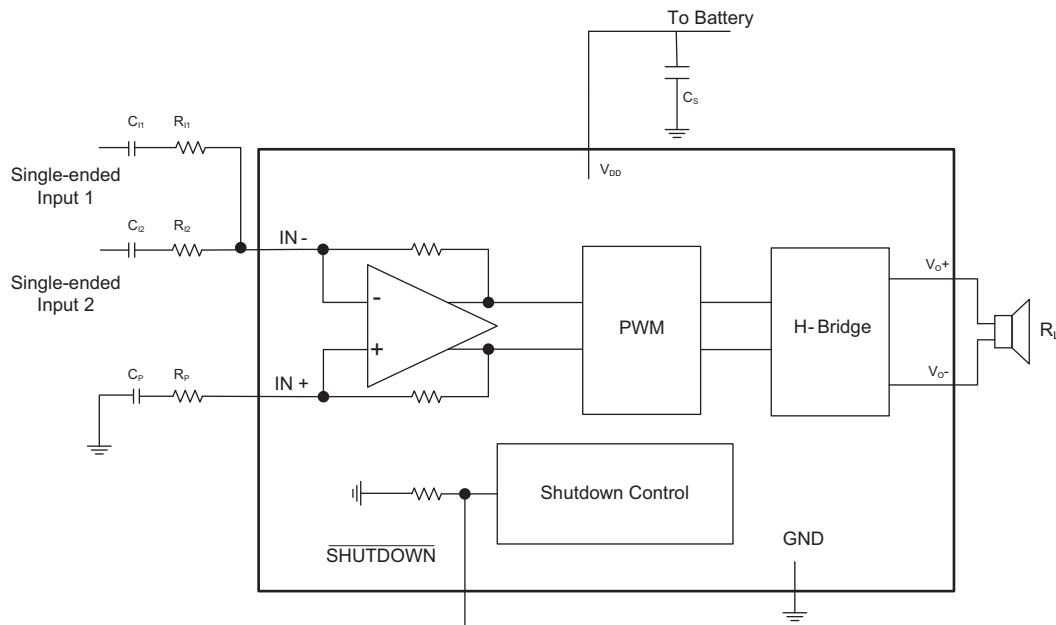 To Battery
C_S
C_I1 R_I1
Single-ended
Input 1
V_DD
C_I2 R_I2
IN -
Single-ended
Input 2
-
+
PWM
H-Bridge
V_O+
R_L
V_O-
C_P R_P
IN +
Shutdown Control
SHUTDOWN
GND